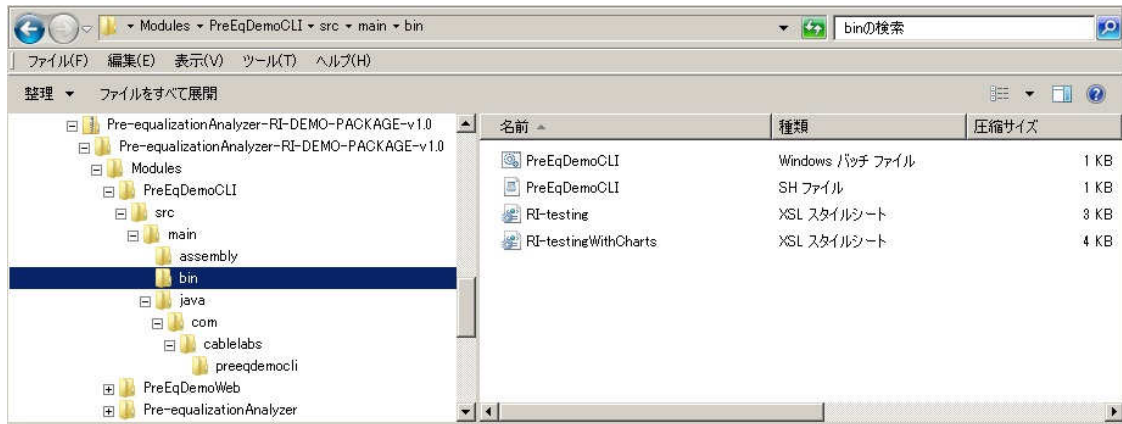 Modules ▾ PreEqDemoCLI ▾ src ▾ main ▾ bin
binの検索
ファイル(F) 編集(E) 表示(V) ツール(T) ヘルプ(H)
整理 ▼ ファイルをすべて展開
Pre-equalizationAnalyzer-RI-DEMO-PACKAGE-v1.0
Pre-equalizationAnalyzer-RI-DEMO-PACKAGE-v1.0
Modules
PreEqDemoCLI
src
main
assembly
bin
java
com
cablelabs
preeqdemocli
PreEqDemoWeb
Pre-equalizationAnalyzer
名前 種類 圧縮サイズ
PreEqDemoCLI Windows バッチ ファイル 1 KB
PreEqDemoCLI SH ファイル 1 KB
RI-testing XSL スタイルシート 3 KB
RI-testingWithCharts XSL スタイルシート 4 KB